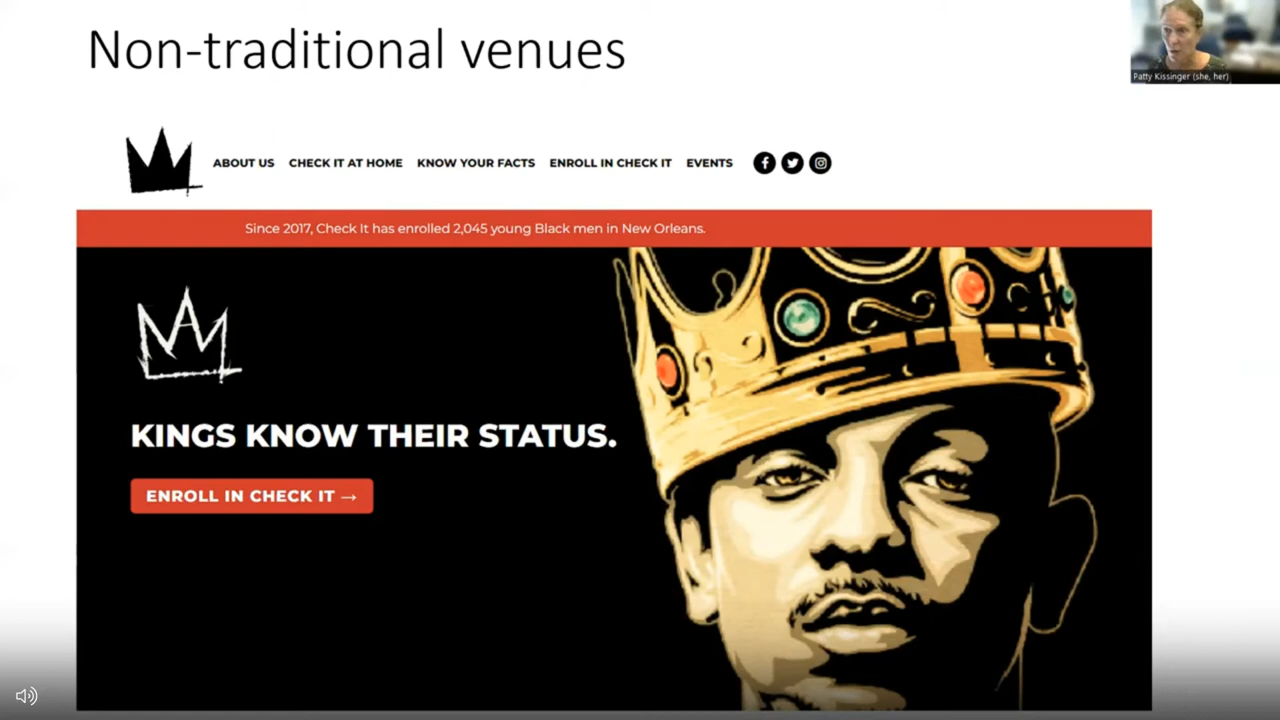 Non-traditional venues
Patty Kissinger (she, her)
ABOUT US CHECK IT AT HOME KNOW YOUR FACTS ENROLL IN CHECK IT EVENTS
Since 2017, Check It has enrolled 2,045 young Black men in New Orleans.
KINGS KNOW THEIR STATUS.
ENROLL IN CHECK IT →